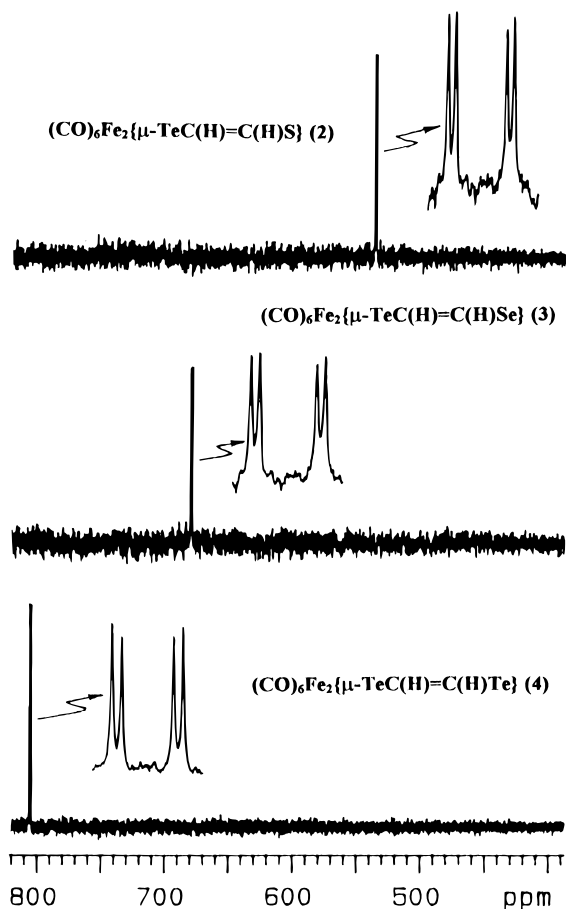 (CO)₆Fe₂{μ-TeC(H)=C(H)S} (2)
(CO)₆Fe₂{μ-TeC(H)=C(H)Se} (3)
(CO)₆Fe₂{μ-TeC(H)=C(H)Te} (4)
800 700 600 500 ppm